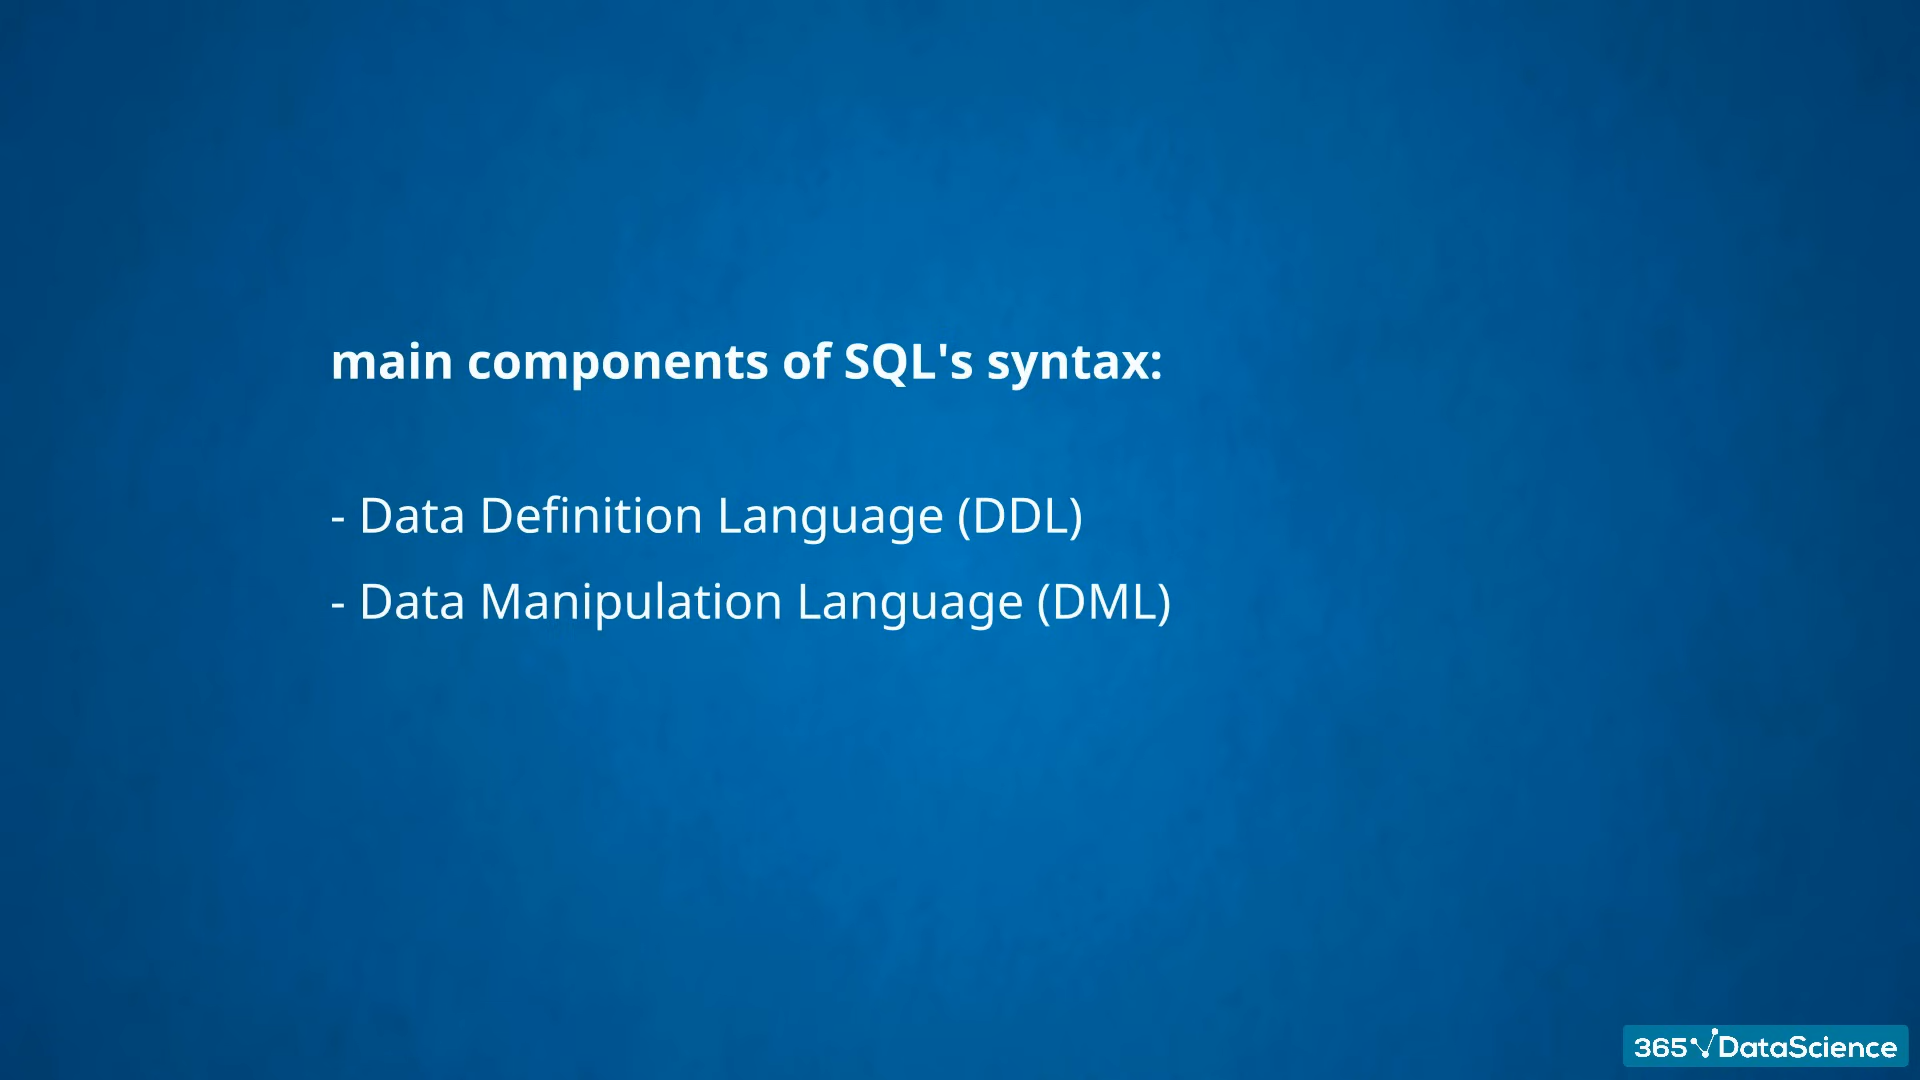 main components of SQL's syntax:
- Data Definition Language (DDL)
- Data Manipulation Language (DML)
365 DataScience